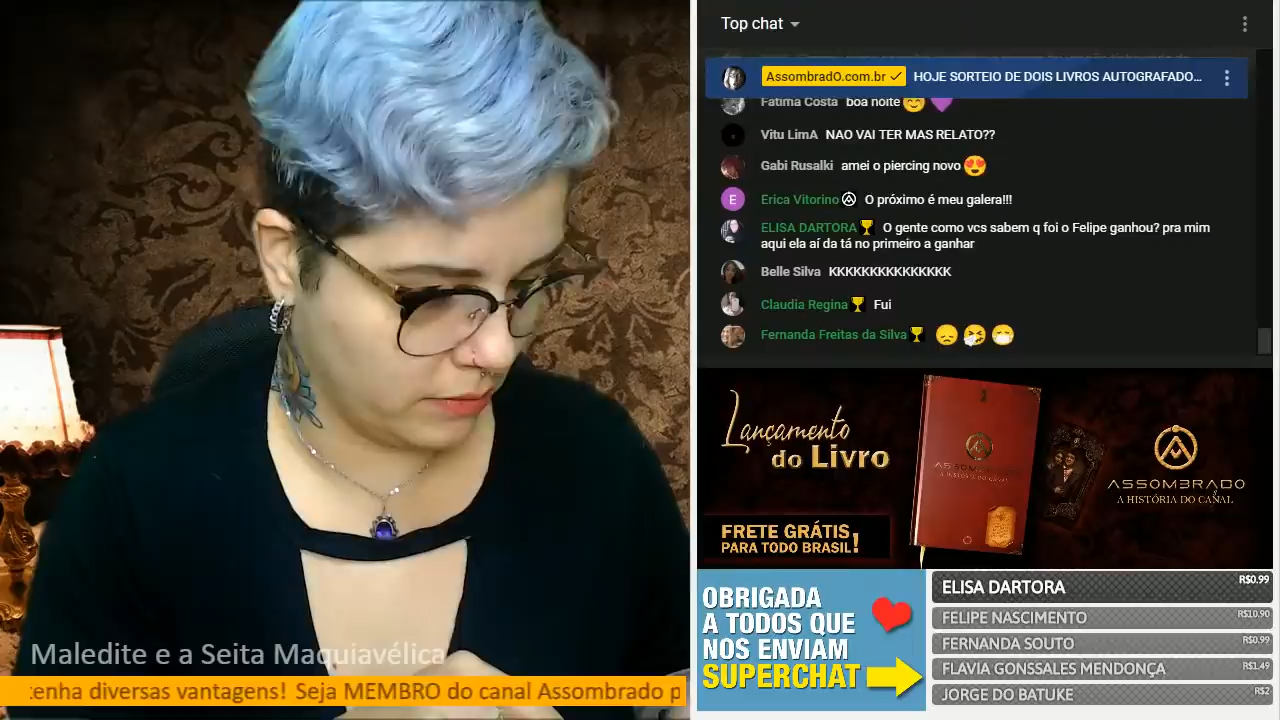 Top chat
AssombradO.com.br HOJE SORTEIO DE DOIS LIVROS AUTOGRAFADO...
Fatima Costa boa noite
Vitu LimA NAO VAI TER MAS RELATO??
Gabi Rusalki amei o piercing novo
E Erica Vitorino O próximo é meu galera!!!
ELISA DARTORA O gente como vcs sabem q foi o Felipe ganhou? pra mim
aqui ela aí da tá no primeiro a ganhar
Belle Silva KKKKKKKKKKKKKKK
Claudia Regina Fui
Fernanda Freitas da Silva
Lançamento
do Livro
FRETE GRÁTIS
PARA TODO BRASIL!
ASSOMBRADO
A HISTÓRIA DO CANAL
ASSOMBRADO
A HISTÓRIA DO CANAL
OBRIGADA
A TODOS QUE
NOS ENVIAM
SUPERCHAT
ELISA DARTORA R$0.99
FELIPE NASCIMENTO R$10.90
FERNANDA SOUTO R$0.99
FLAVIA GONSSALES MENDONÇA R$1.49
JORGE DO BATUKE R$2
Maledite e a Seita Maquiavélica
tenha diversas vantagens! Seja MEMBRO do canal Assombrado p